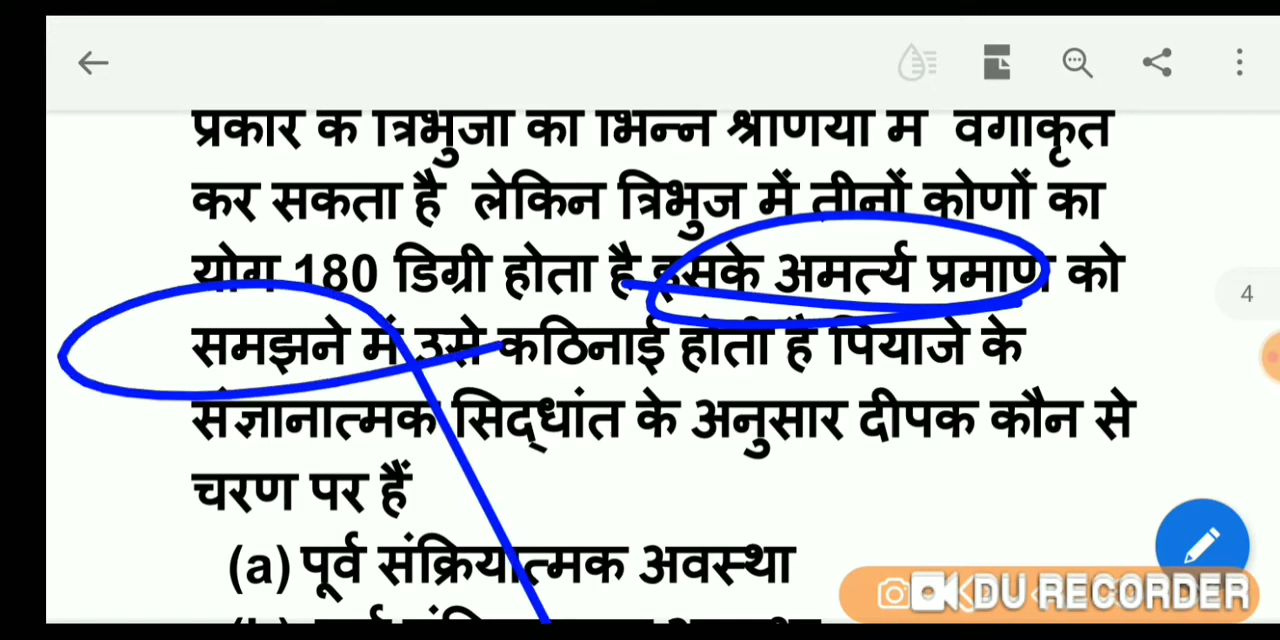 प्रकार के त्रिभुजों को भिन्न श्रेणियों में वर्गीकृत
कर सकता है लेकिन त्रिभुज में तीनों कोणों का
योग 180 डिग्री होता है इसके अमर्त्य प्रमाण को
4
समझने में उसे कठिनाई होती है पियाजे के
संज्ञानात्मक सिद्धांत के अनुसार दीपक कौन से
चरण पर हैं
(a) पूर्व संक्रियात्मक अवस्था
DU RECORDER